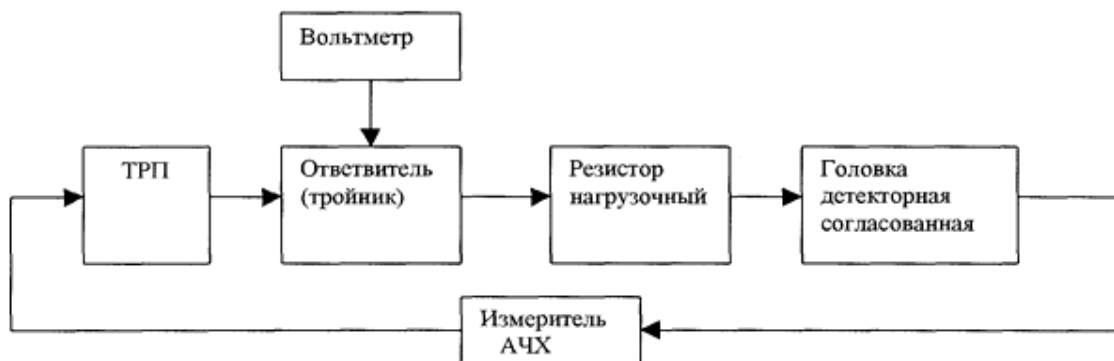 Вольтметр
ТРП
Ответвитель
(тройник)
Резистор
нагрузочный
Головка
детекторная
согласованная
Измеритель
АЧХ